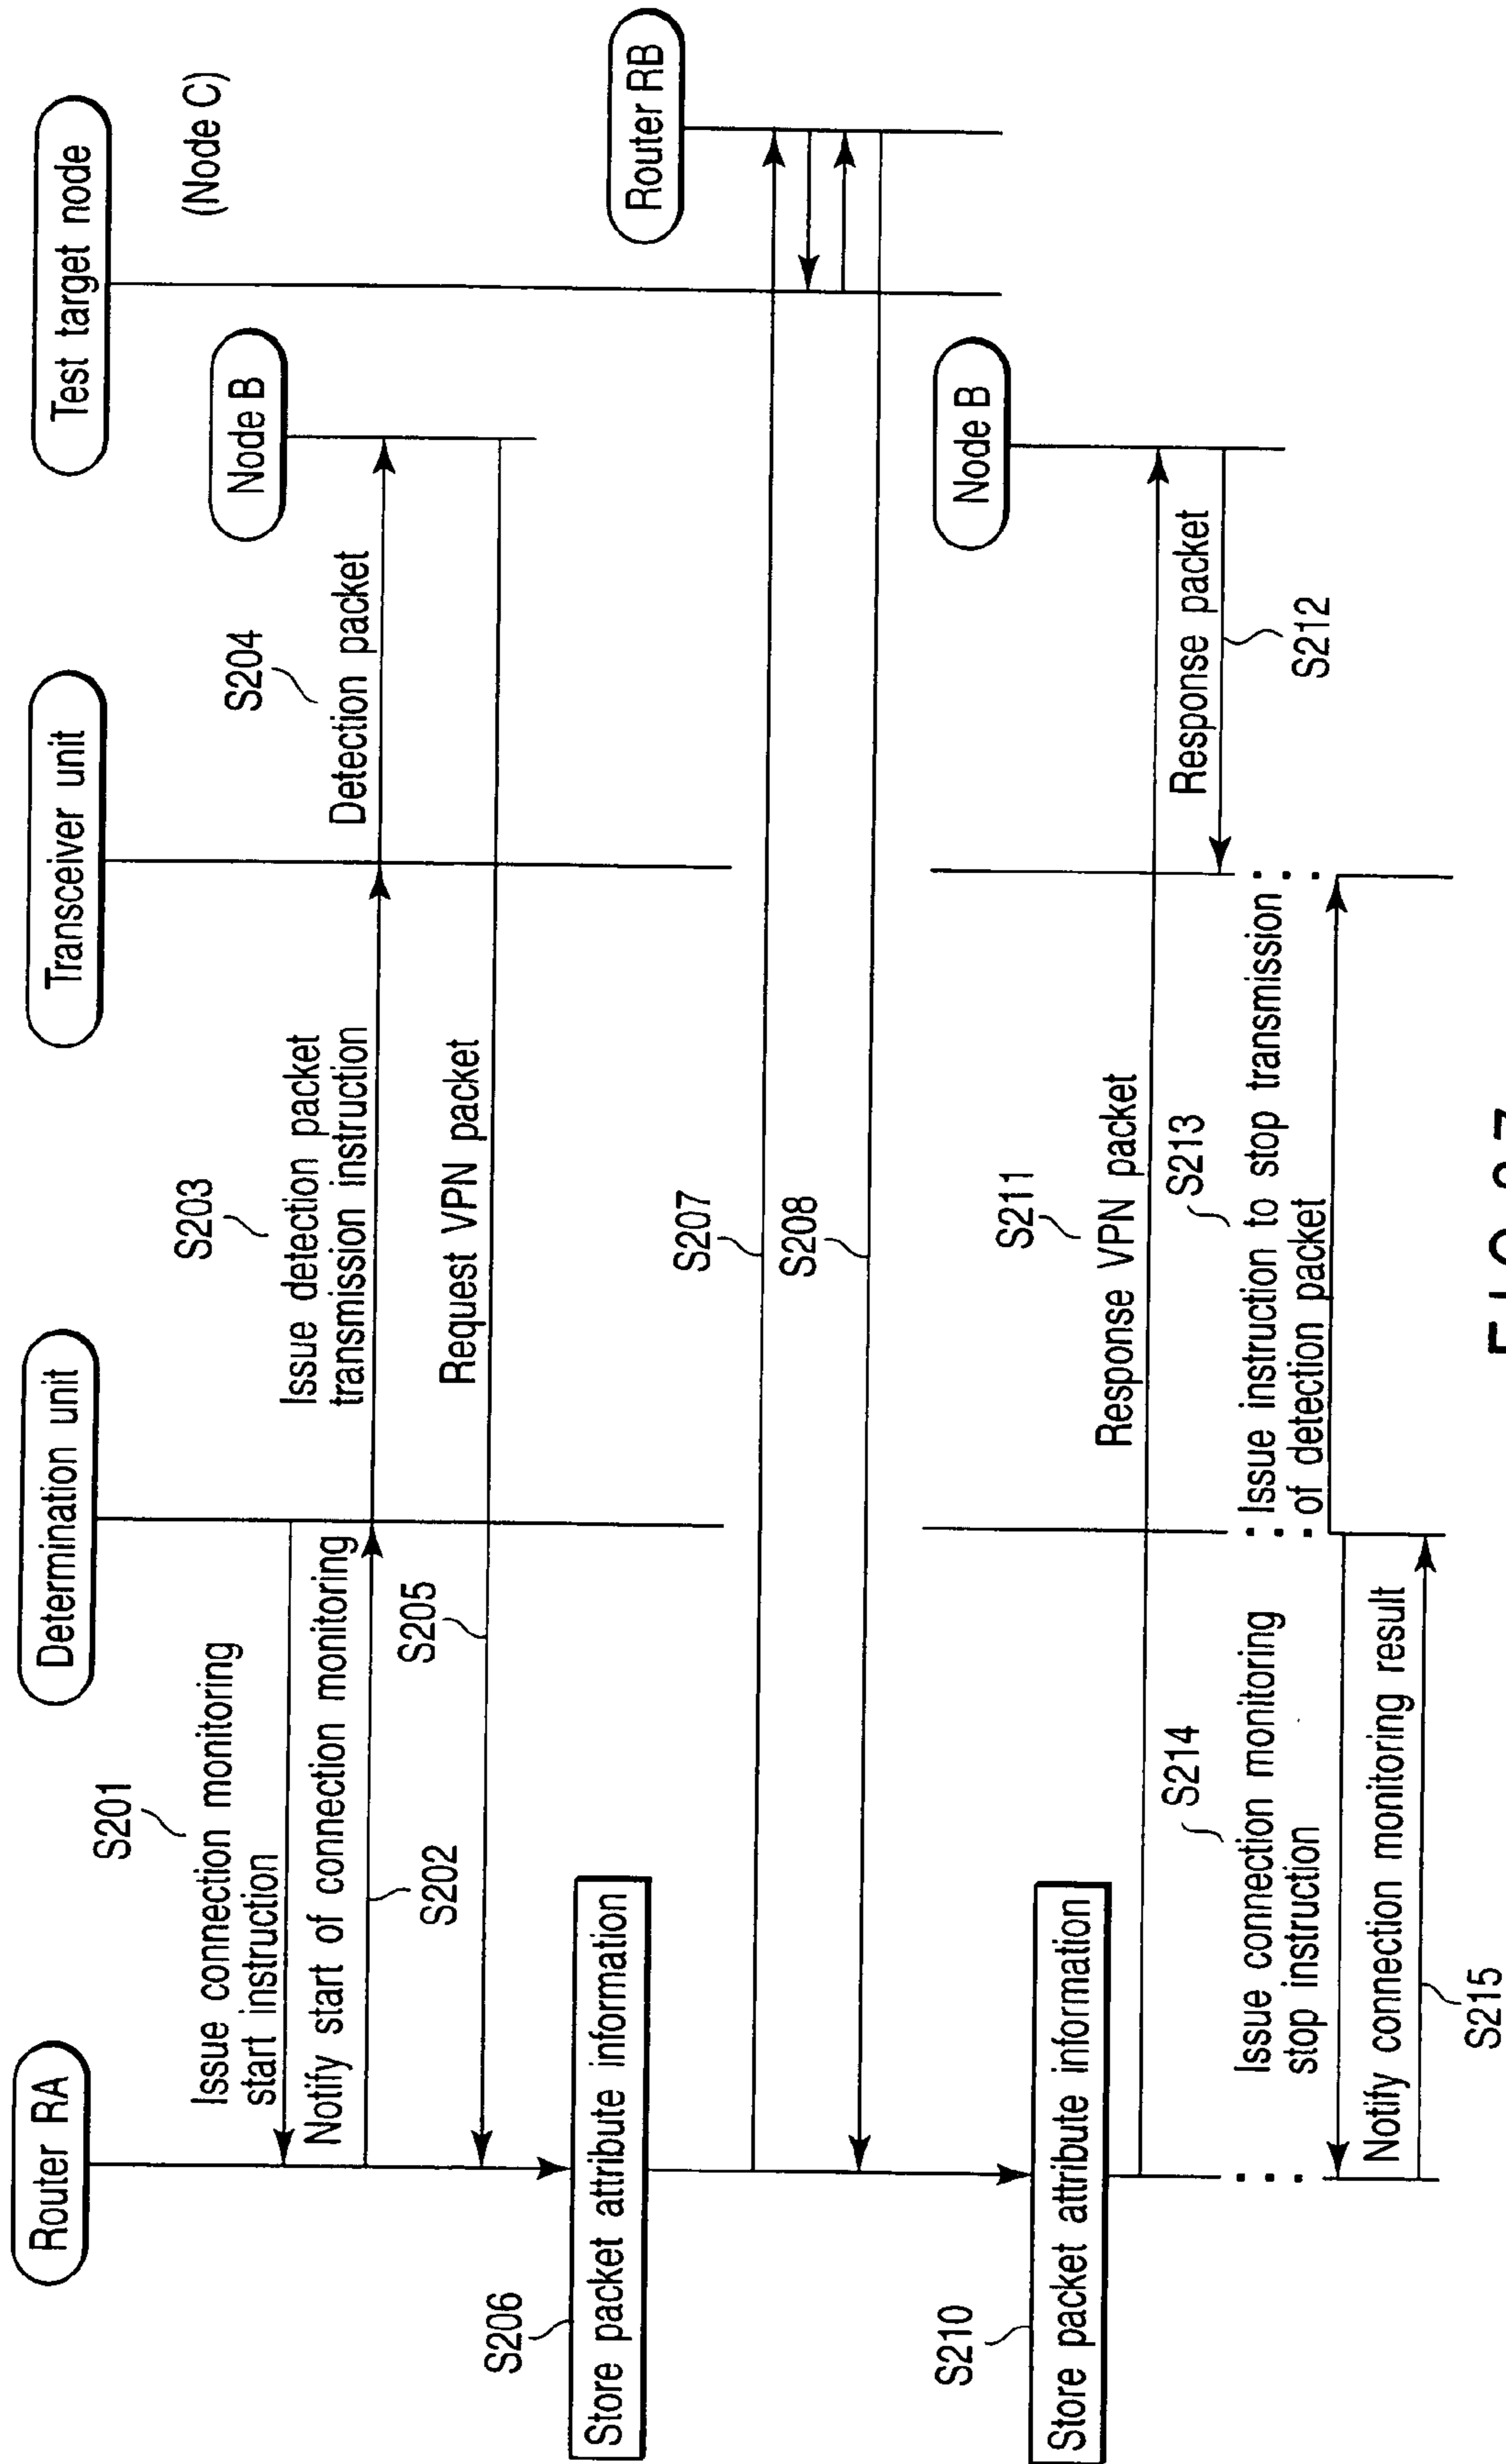 Router RA
Determination unit
Transceiver unit
Test target node
(Node C)
S201
Issue connection monitoring
start instruction
Notify start of connection monitoring
S202
S203
Issue detection packet
transmission instruction
S204
Detection packet
Node B
S205
Request VPN packet
S206
Store packet attribute information
Router RB
S207
S208
S210
Store packet attribute information
Node B
S211
Response VPN packet
Response packet
S212
S213
Issue instruction to stop transmission
of detection packet
S214
Issue connection monitoring
stop instruction
Notify connection monitoring result
S215